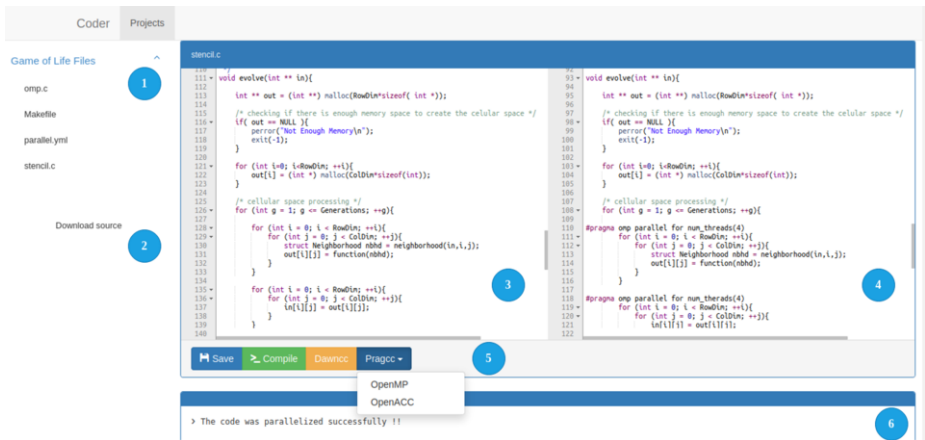 Coder Projects
Game of Life Files
1
omp.c
Makefile
parallel.yml
stencil.c
Download source
2
stencil.c
110 */
111 void evolve(int ** in){
112
113 int ** out = (int **) malloc(RowDim*sizeof( int *));
114
115 /* checking if there is enough memory space to create the celular space */
116 if( out == NULL ){
117 perror("Not Enough Memory\n");
118 exit(-1);
119 }
120
121 for (int i=0; i<RowDim; ++i){
122 out[i] = (int *) malloc(ColDim*sizeof(int));
123 }
124
125 /* cellular space processing */
126 for (int g = 1; g <= Generations; ++g){
127
128 for (int i = 0; i < RowDim; ++i){
129 for (int j = 0; j < ColDim; ++j){
130 struct Neighborhood nbhd = neighborhood(in,i,j);
131 out[i][j] = function(nbhd);
132 }
133 }
134
135 for (int i = 0; i < RowDim; ++i){
136 for (int j = 0; j < ColDim; ++j){
137 in[i][j] = out[i][j];
138 }
139 }
140
3
92
93 void evolve(int ** in){
94
95 int ** out = (int **) malloc(RowDim*sizeof( int *));
96
97 /* checking if there is enough memory space to create the celular space */
98 if( out == NULL ){
99 perror("Not Enough Memory\n");
100 exit(-1);
101 }
102
103 for (int i=0; i<RowDim; ++i){
104 out[i] = (int *) malloc(ColDim*sizeof(int));
105 }
106
107 /* cellular space processing */
108 for (int g = 1; g <= Generations; ++g){
109
110 #pragma omp parallel for num_threads(4)
111 for (int i = 0; i < RowDim; ++i){
112 for (int j = 0; j < ColDim; ++j){
113 struct Neighborhood nbhd = neighborhood(in,i,j);
114 out[i][j] = function(nbhd);
115 }
116 }
117
118 #pragma omp parallel for num_therads(4)
119 for (int i = 0; i < RowDim; ++i){
120 for (int j = 0; j < ColDim; ++j){
121 in[i][j] = out[i][j];
122
4
Save >_ Compile Dawncc Pragcc
5
OpenMP
OpenACC
> The code was parallelized successfully !!
6